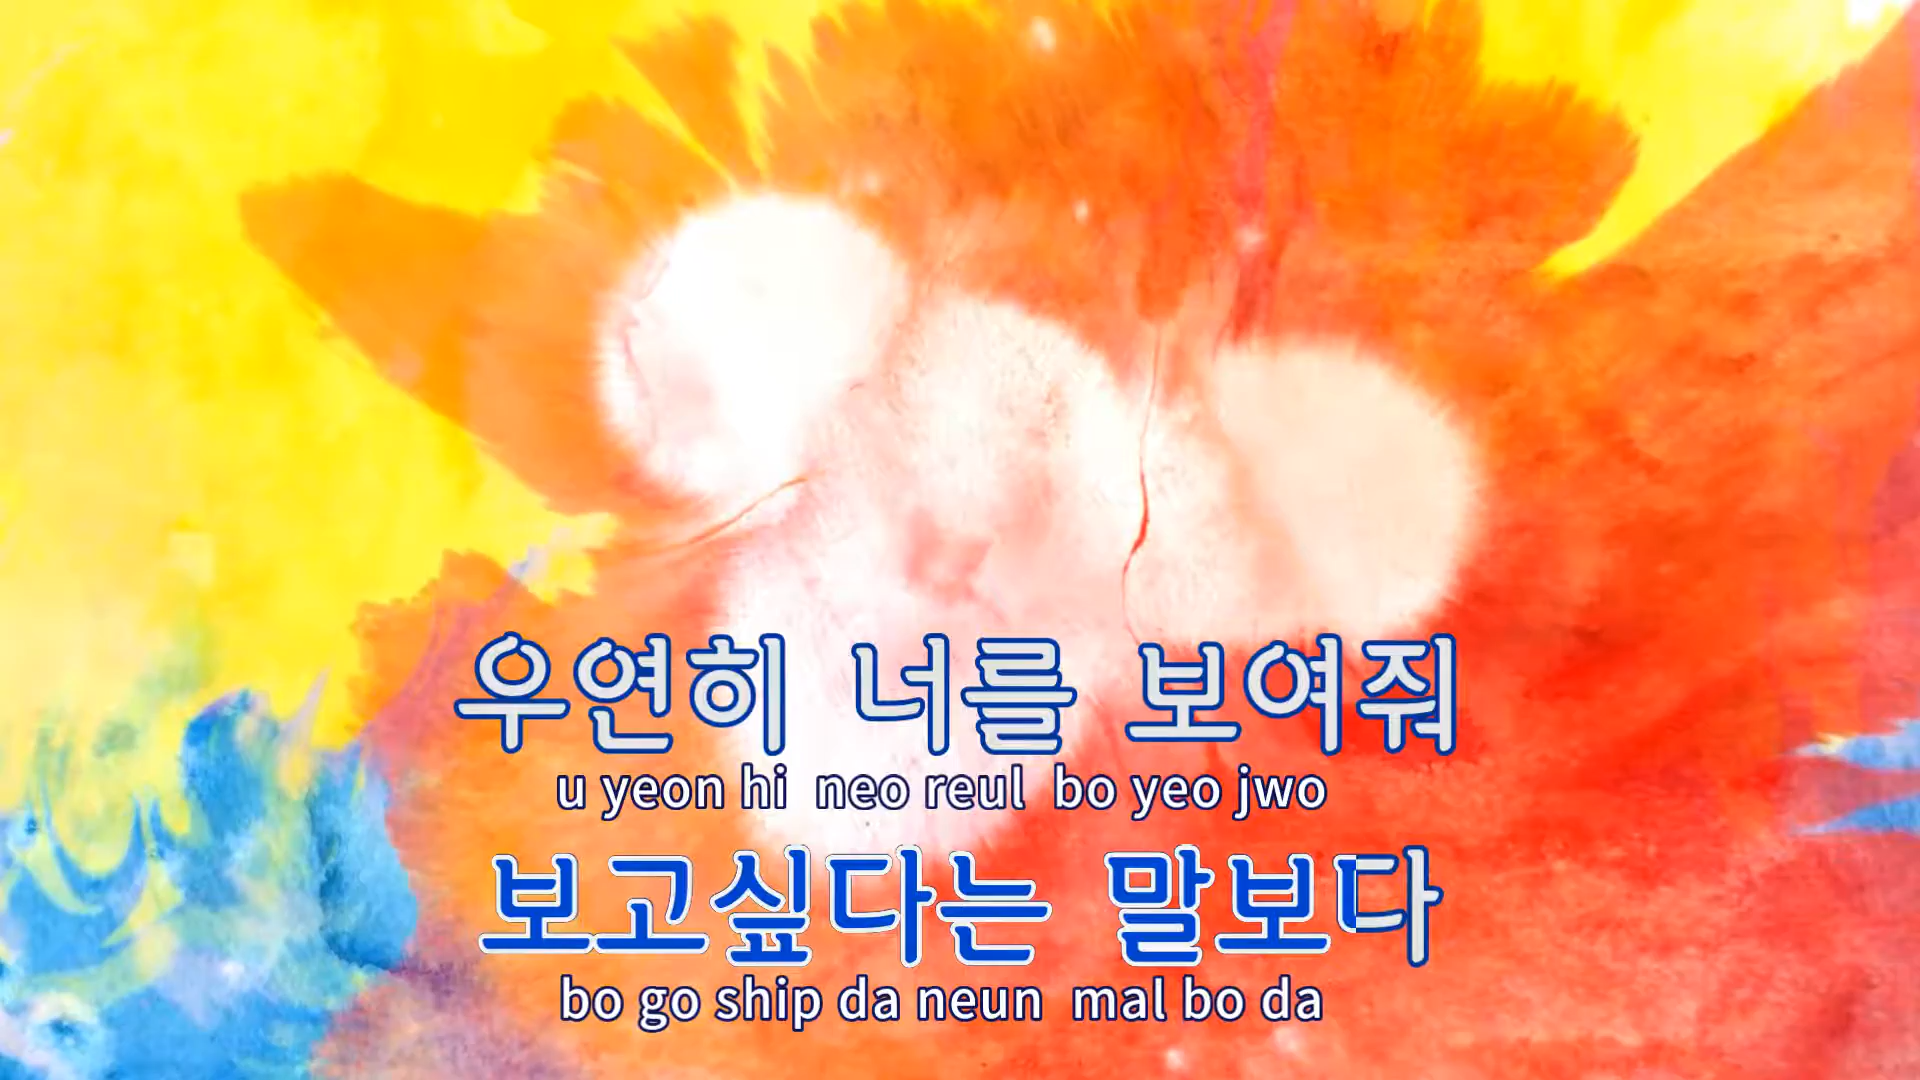 우연히 너를 보여줘
u yeon hi neo reul bo yeo jwo
보고싶다는 말보다
bo go ship da neun mal bo da